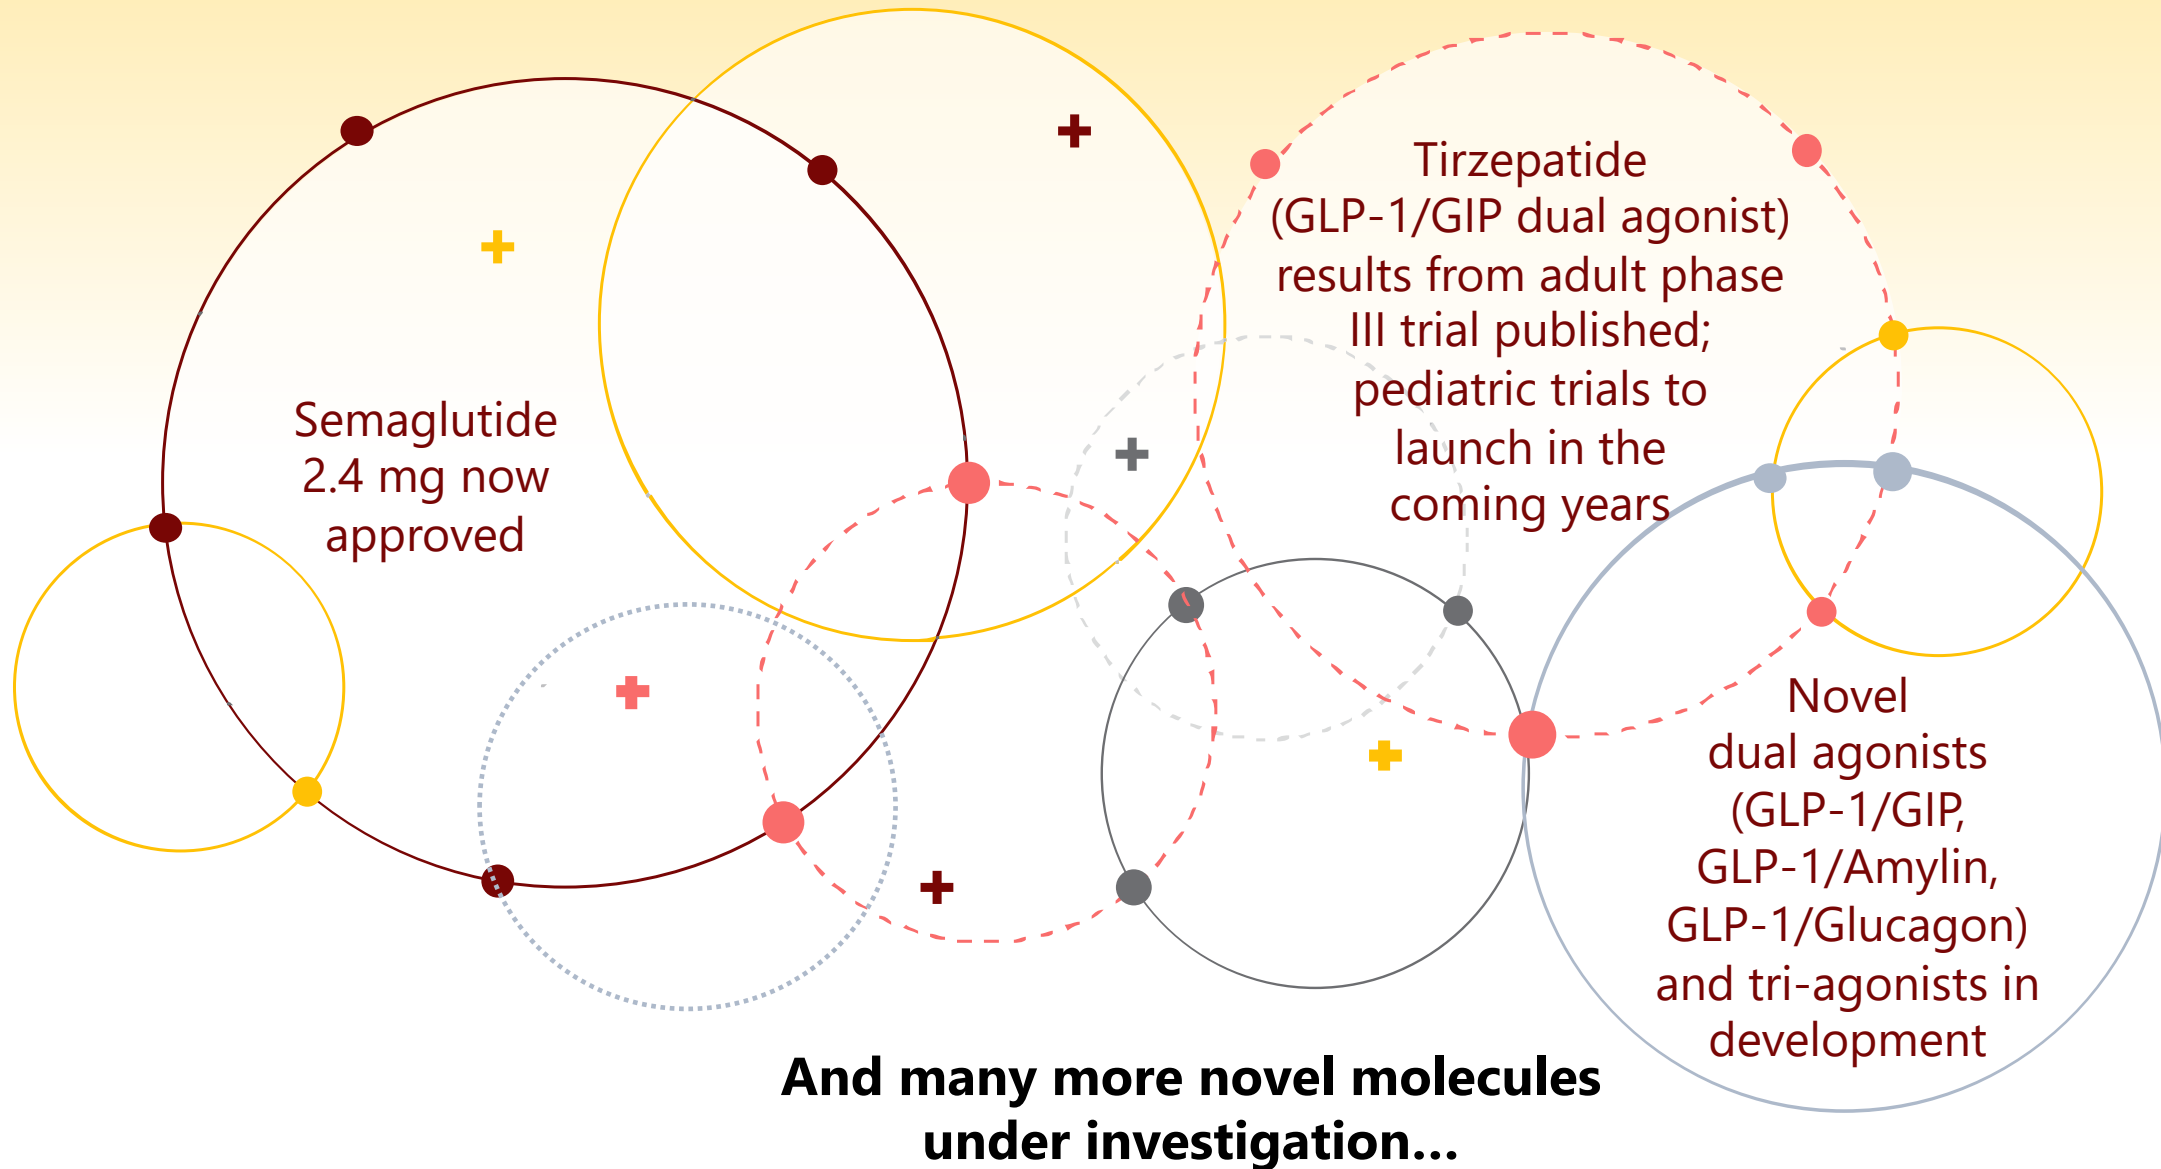 Semaglutide
2.4 mg now
approved
Tirzepatide
(GLP-1/GIP dual agonist)
results from adult phase
III trial published;
pediatric trials to
launch in the
coming years
Novel
dual agonists
(GLP-1/GIP,
GLP-1/Amylin,
GLP-1/Glucagon)
and tri-agonists in
development
And many more novel molecules
under investigation...